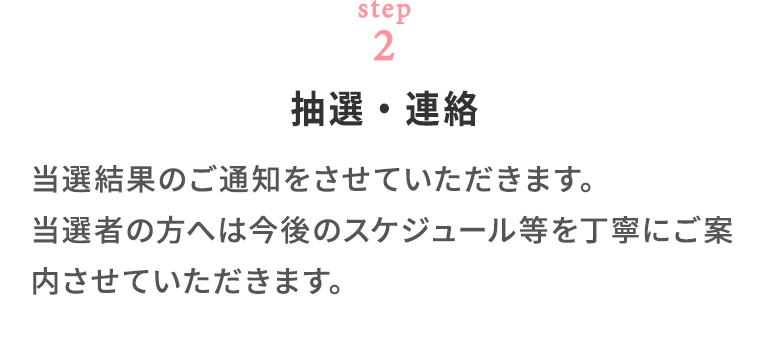 step
2
抽選・連絡
当選結果のご通知をさせていただきます。
当選者の方へは今後のスケジュール等を丁寧にご案
内させていただきます。